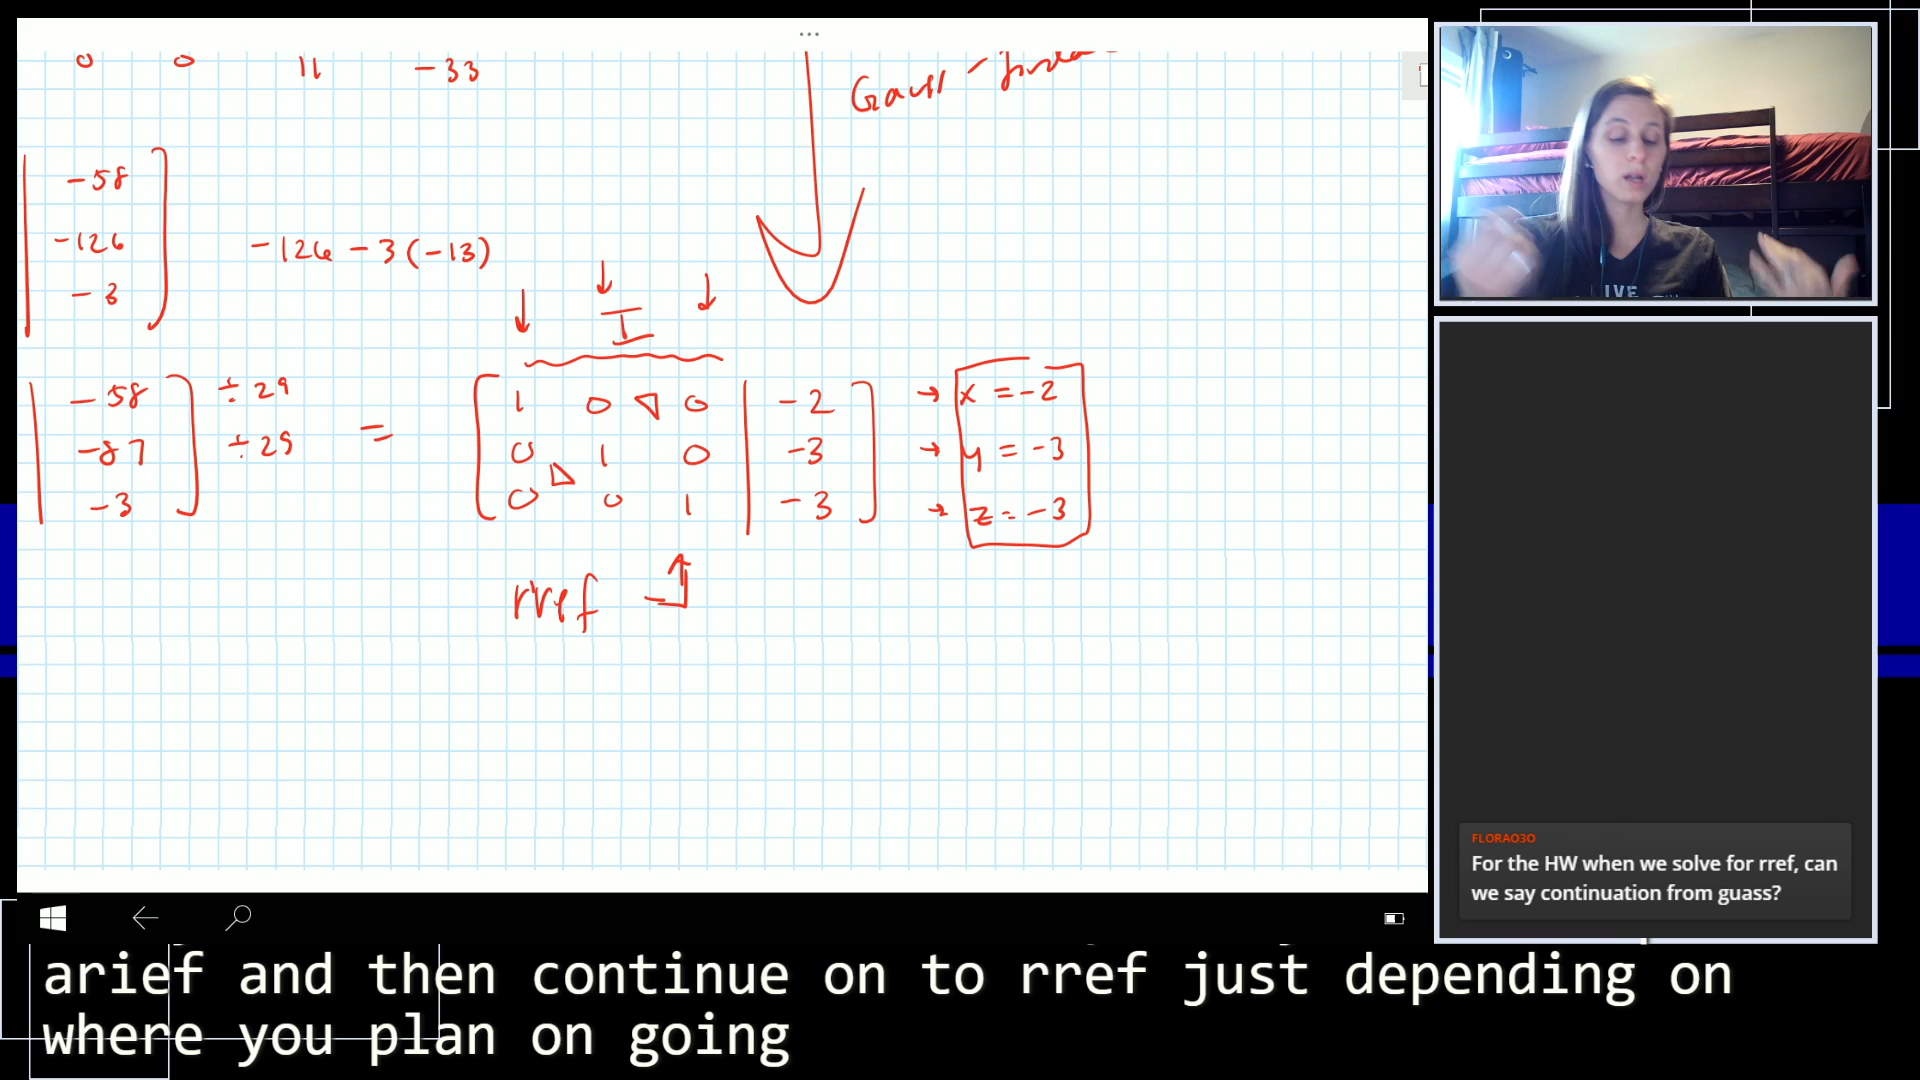 0 0 11 -33
Gauss-
-58
-126
-3
-126 - 3(-13)
I
-58 ÷29
-87 ÷29
-3
=
1 0 0 -2 → x = -2
0 1 0 -3 → y = -3
0 0 1 -3 → z = -3
rref
LIVE
FLORAO3O
For the HW when we solve for rref, can
we say continuation from guass?
arief and then continue on to rref just depending on
where you plan on going